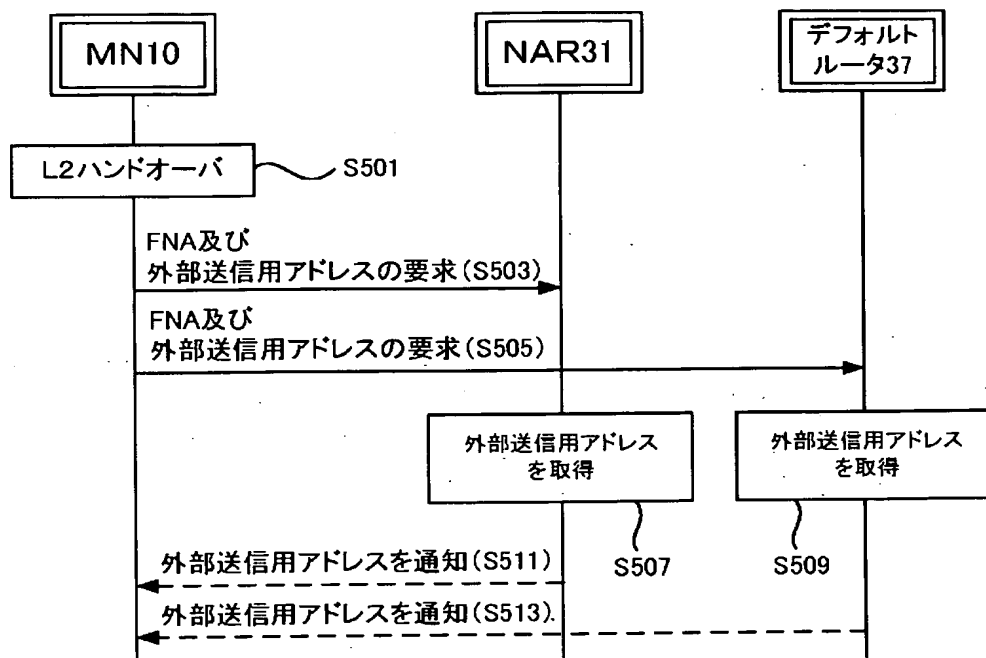 MN10
NAR31
デフォルト
ルータ37
L2ハンドオーバ
S501
FNA及び
外部送信用アドレスの要求(S503)
FNA及び
外部送信用アドレスの要求(S505)
外部送信用アドレス
を取得
外部送信用アドレス
を取得
S507
S509
外部送信用アドレスを通知(S511)
外部送信用アドレスを通知(S513)